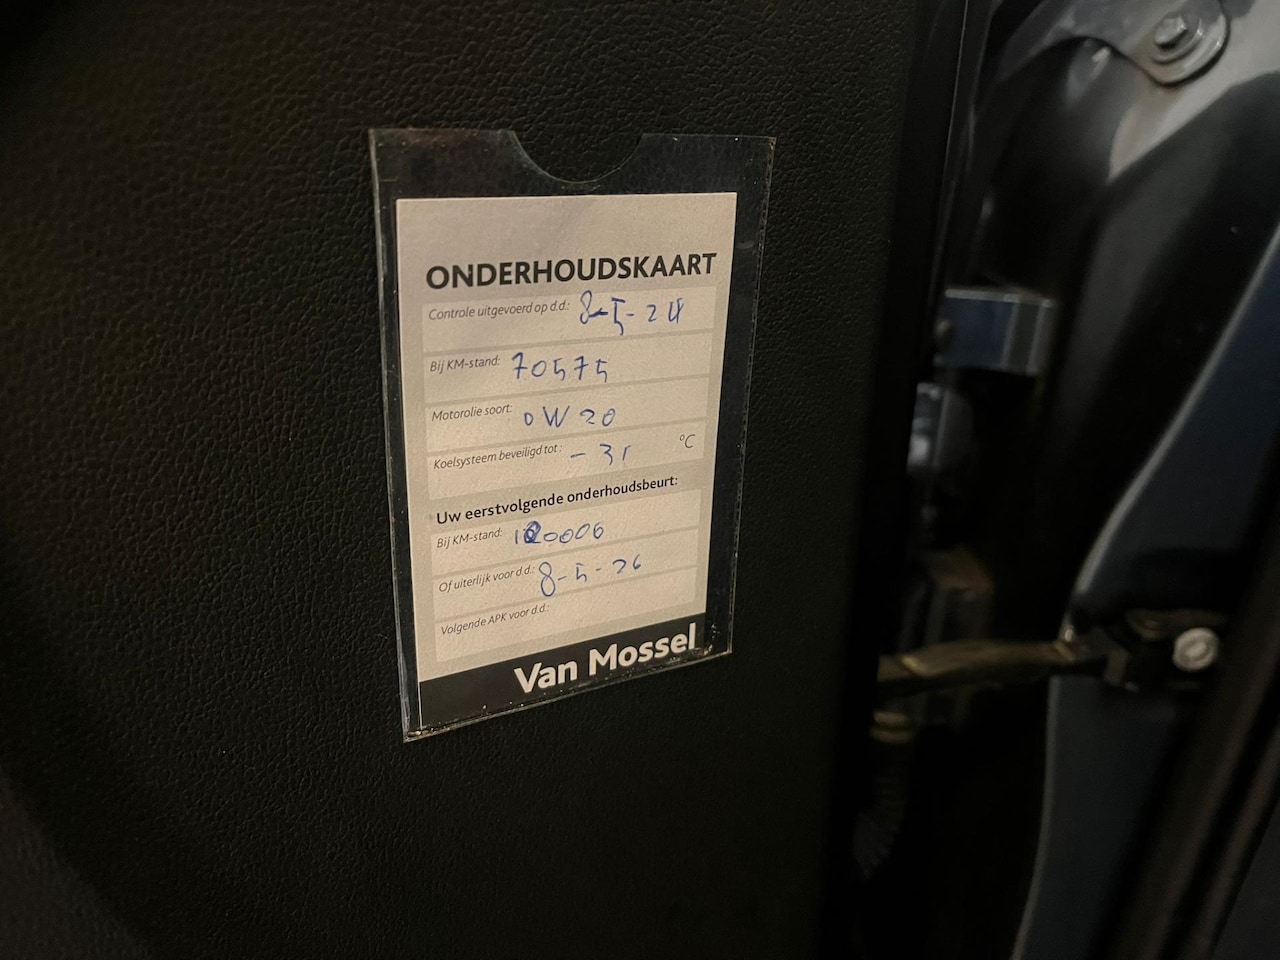 ONDERHOUDSKAART
Controle uitgevoerd op d.d.: 8-5-24
Bij KM-stand: 70575
Motorolie soort: 0W20
Koelsysteem beveiligd tot: -31 °C
Uw eerstvolgende onderhoudsbeurt:
Bij KM-stand:
Of uiterlijk voor d.d.: 8-5-26
Volgende APK voor d.d.:
Van Mossel